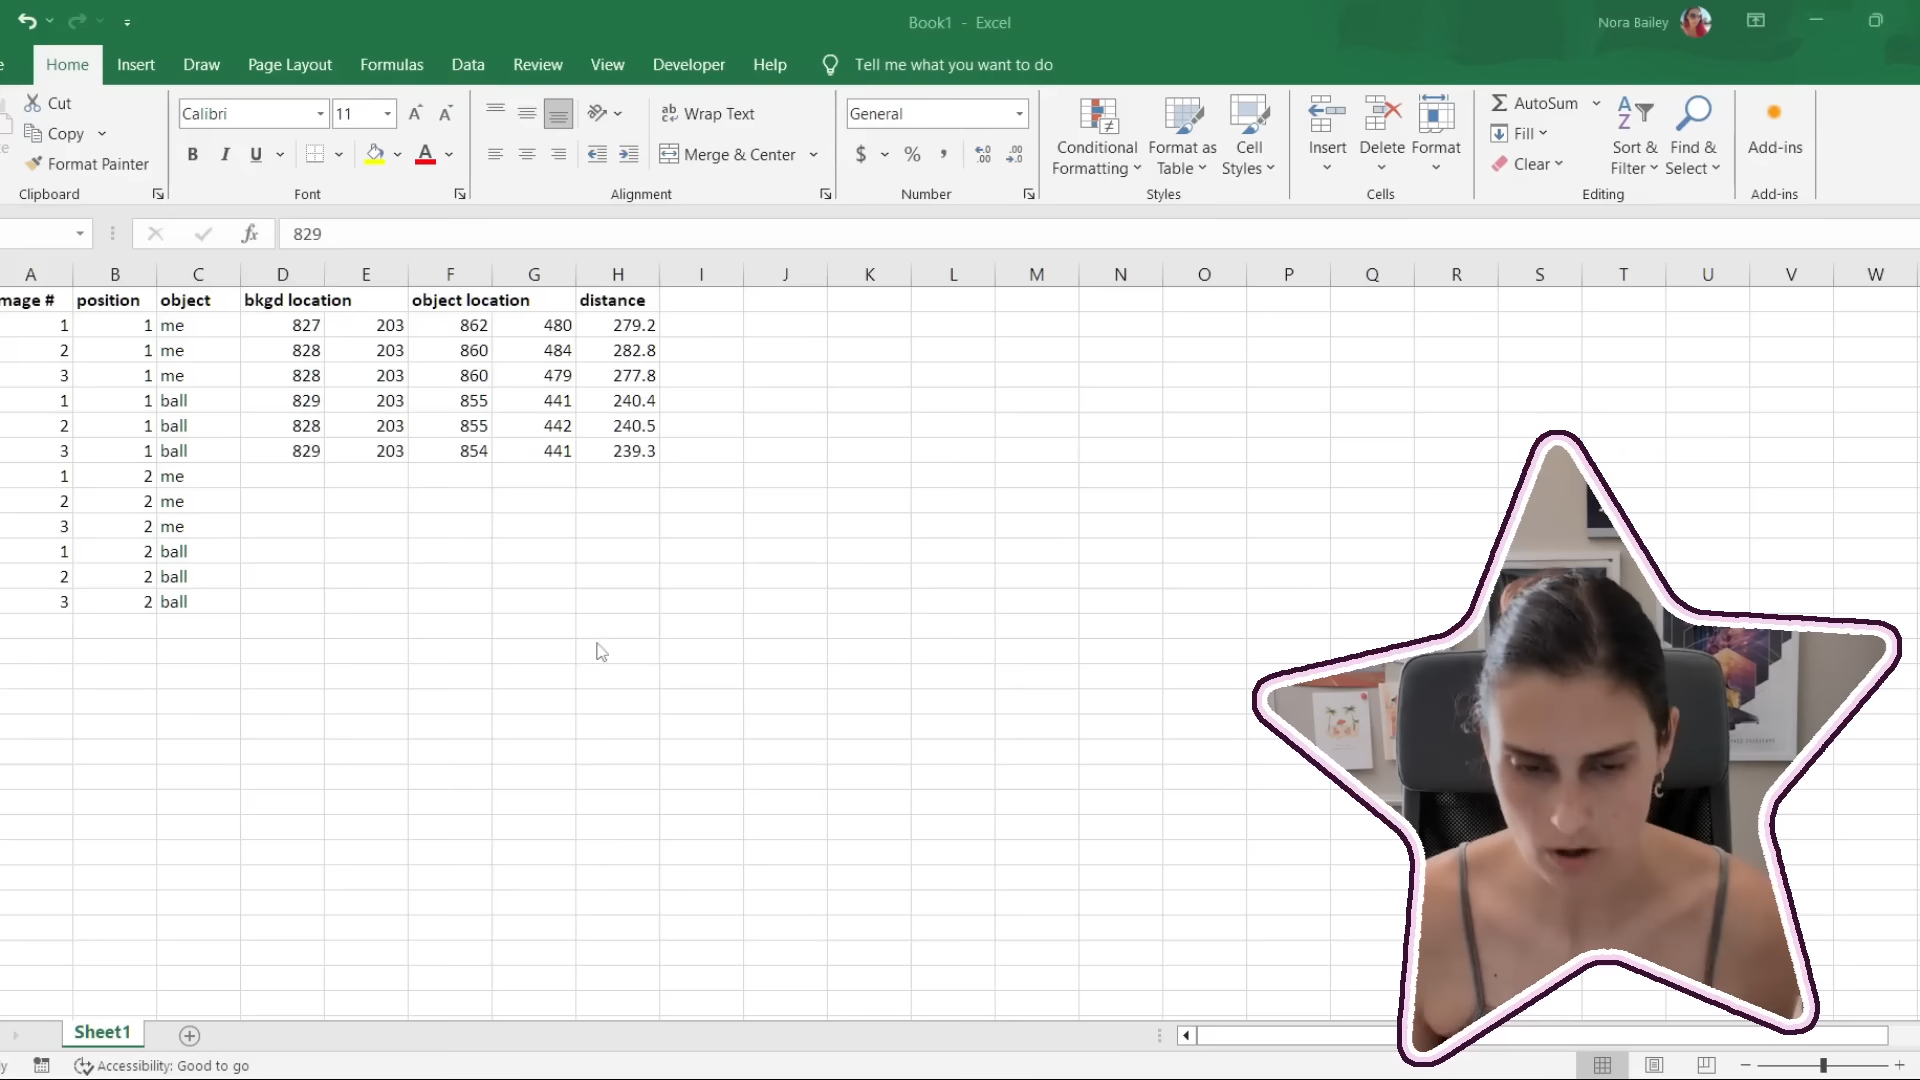 Book1 - Excel
Nora Bailey
Home Insert Draw Page Layout Formulas Data Review View Developer Help Tell me what you want to do
Cut
Copy
Format Painter
Clipboard
Calibri 11
B I U A
Font
Wrap Text
Merge & Center
Alignment
General
$ % ,
Number
Conditional Formatting
Format as Table
Cell Styles
Styles
Insert Delete Format
Cells
AutoSum
Fill
Clear
Sort & Filter
Find & Select
Editing
Add-ins
Add-ins
fx 829
A B C D E F G H I J K L M N O P Q R S T U V W
mage # position object bkgd location object location distance
1 1 me 827 203 862 480 279.2
2 1 me 828 203 860 484 282.8
3 1 me 828 203 860 479 277.8
1 1 ball 829 203 855 441 240.4
2 1 ball 828 203 855 442 240.5
3 1 ball 829 203 854 441 239.3
1 2 me
2 2 me
3 2 me
1 2 ball
2 2 ball
3 2 ball
Sheet1
Accessibility: Good to go